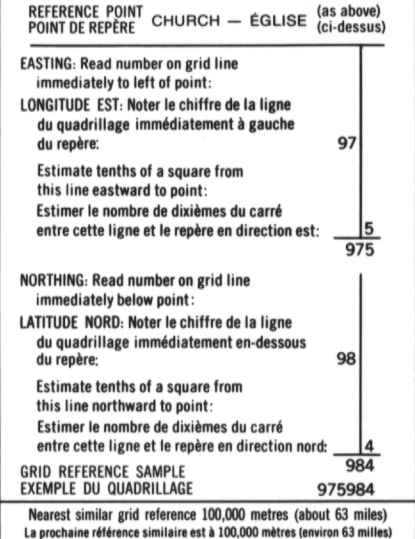 REFERENCE POINT
POINT DE REPÈRE CHURCH — ÉGLISE (as above)
(ci-dessus)
EASTING: Read number on grid line
immediately to left of point:
LONGITUDE EST: Noter le chiffre de la ligne
du quadrillage immédiatement à gauche
du repère: 97
Estimate tenths of a square from
this line eastward to point:
Estimer le nombre de dixièmes du carré
entre cette ligne et le repère en direction est: 5
975
NORTHING: Read number on grid line
immediately below point:
LATITUDE NORD: Noter le chiffre de la ligne
du quadrillage immédiatement en-dessous
du repère: 98
Estimate tenths of a square from
this line northward to point:
Estimer le nombre de dixièmes du carré
entre cette ligne et le repère en direction nord: 4
984
GRID REFERENCE SAMPLE
EXEMPLE DU QUADRILLAGE 975984
Nearest similar grid reference 100,000 metres (about 63 miles)
La prochaine référence similaire est à 100,000 mètres (environ 63 milles)